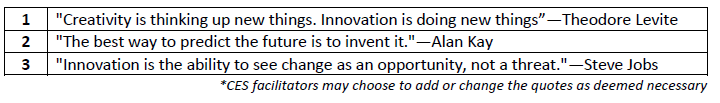 1 "Creativity is thinking up new things. Innovation is doing new things”—Theodore Levite
2 "The best way to predict the future is to invent it."—Alan Kay
3 "Innovation is the ability to see change as an opportunity, not a threat."—Steve Jobs
*CES facilitators may choose to add or change the quotes as deemed necessary